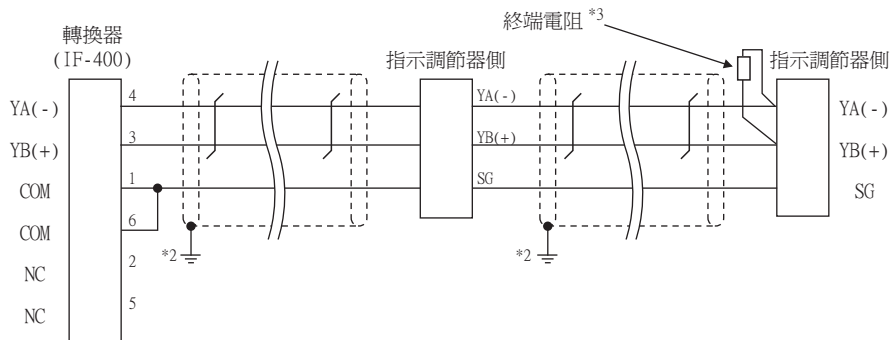 終端電阻 *3
轉換器
(IF-400)
指示調節器側
指示調節器側
YA(-) 4 YA(-) YA(-)
YB(+) 3 YB(+) YB(+)
COM 1 SG SG
COM 6
*2 *2
NC 2
NC 5